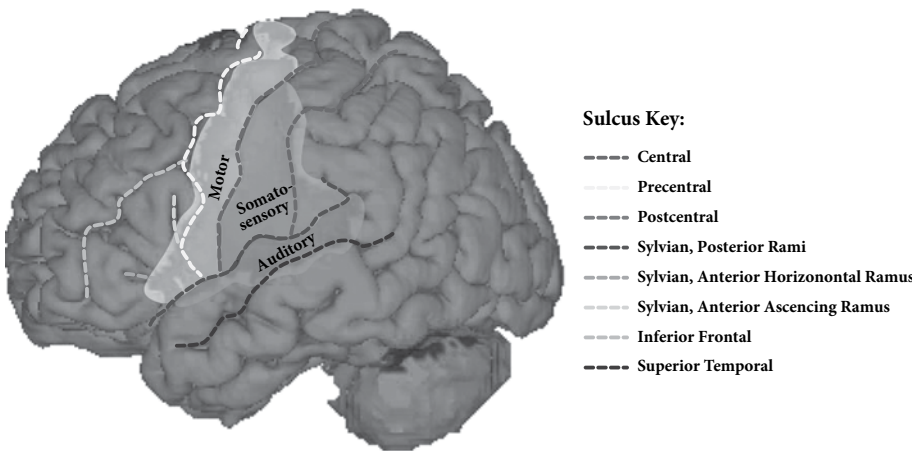 Motor
Somato-
sensory
Auditory
Sulcus Key:
Central
Precentral
Postcentral
Sylvian, Posterior Rami
Sylvian, Anterior Horizonontal Ramus
Sylvian, Anterior Ascencing Ramus
Inferior Frontal
Superior Temporal